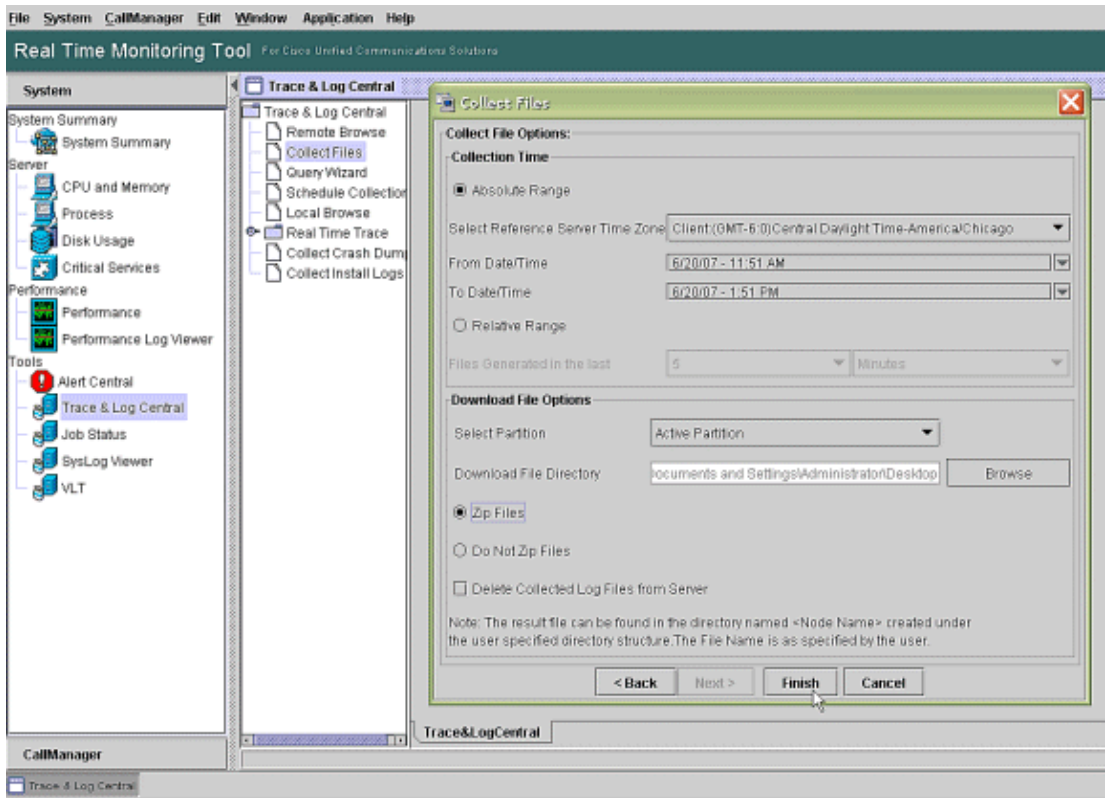 File System CallManager Edit Window Application Help
Real Time Monitoring Tool For Cisco Unified Communications Solutions
System
System Summary
System Summary
Server
CPU and Memory
Process
Disk Usage
Critical Services
Performance
Performance
Performance Log Viewer
Tools
Alert Central
Trace & Log Central
Job Status
SysLog Viewer
VLT
CallManager
Trace & Log Central
Trace & Log Central
Remote Browse
Collect Files
Query Wizard
Schedule Collection
Local Browse
Real Time Trace
Collect Crash Dump
Collect Install Logs
Collect Files
Collect File Options:
Collection Time
Absolute Range
Select Reference Server Time Zone Client:(GMT-6:0)Central Daylight Time-America/Chicago
From Date/Time 6/20/07 - 11:51 AM
To Date/Time 6/20/07 - 1:51 PM
Relative Range
Files Generated in the last 5 Minutes
Download File Options
Select Partition Active Partition
Download File Directory ocuments and Settings\Administrator\Desktop Browse
Zip Files
Do Not Zip Files
Delete Collected Log Files from Server
Note: The result file can be found in the directory named <Node Name> created under
the user specified directory structure.The File Name is as specified by the user.
< Back Next > Finish Cancel
Trace&LogCentral
Trace & Log Central